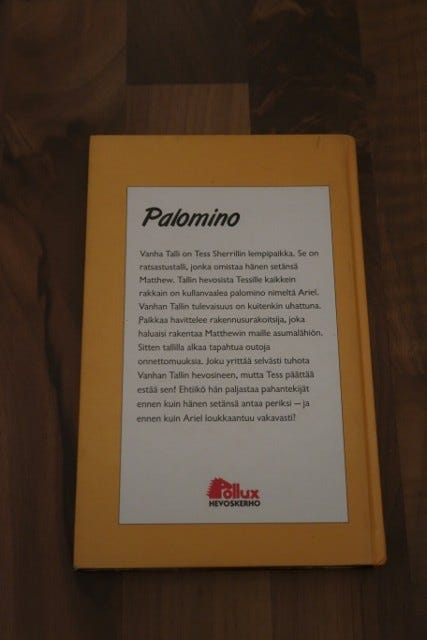 Palomino
Vanha Talli on Tess Sherrillin lempipaikka. Se on
ratsastustalli, jonka omistaa hänen setänsä
Matthew. Tallin hevosista Tessille kaikkein
rakkain on kullanvaalea palomino nimeltä Ariel.
Vanhan Tallin tulevaisuus on kuitenkin uhattuna.
Paikkaa havittelee rakennusurakoitsija, joka
haluaisi rakentaa Matthewin maille asumalähiön.
Sitten tallilla alkaa tapahtua outoja
onnettomuuksia. Joku yrittää selvästi tuhota
Vanhan Tallin hevosineen, mutta Tess päättää
estää sen! Ehtiikö hän paljastaa pahantekijät
ennen kuin hänen setänsä antaa periksi – ja
ennen kuin Ariel loukkaantuu vakavasti?
Pollux
HEVOSKERHO